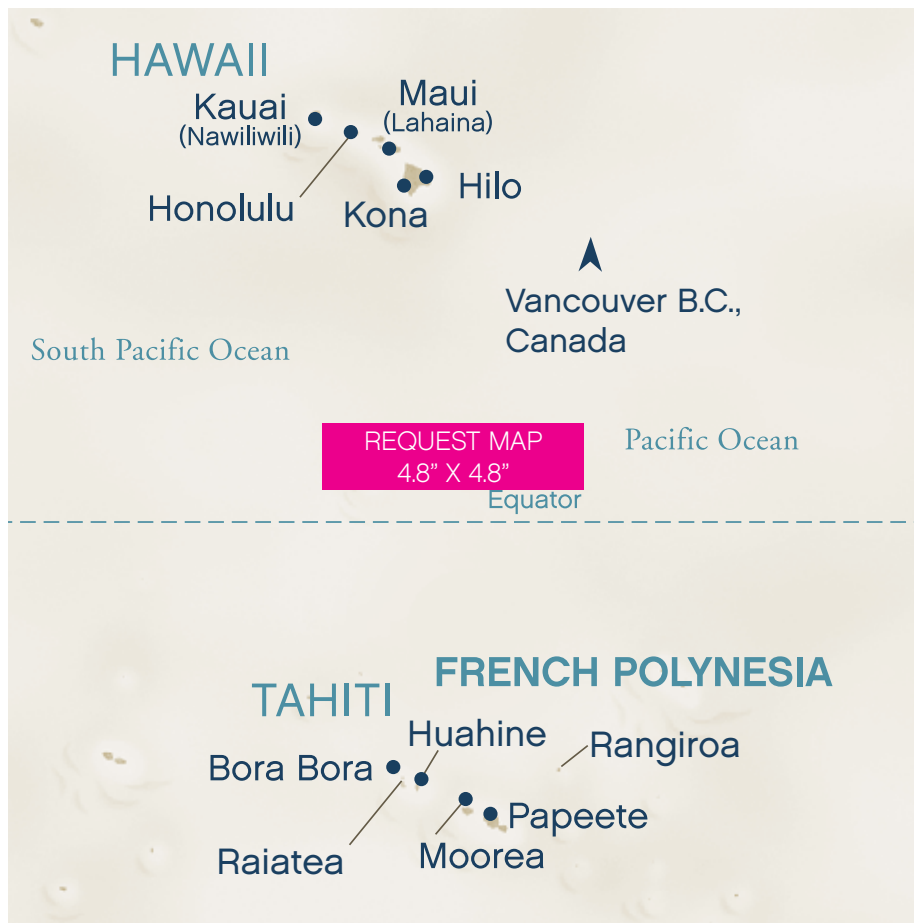 HAWAII
Kauai
(Nawiliwili)
Maui
(Lahaina)
Honolulu
Kona
Hilo
Vancouver B.C.,
Canada
South Pacific Ocean
REQUEST MAP
4.8” X 4.8”
Pacific Ocean
Equator
FRENCH POLYNESIA
TAHITI
Huahine
Rangiroa
Bora Bora
Papeete
Raiatea
Moorea